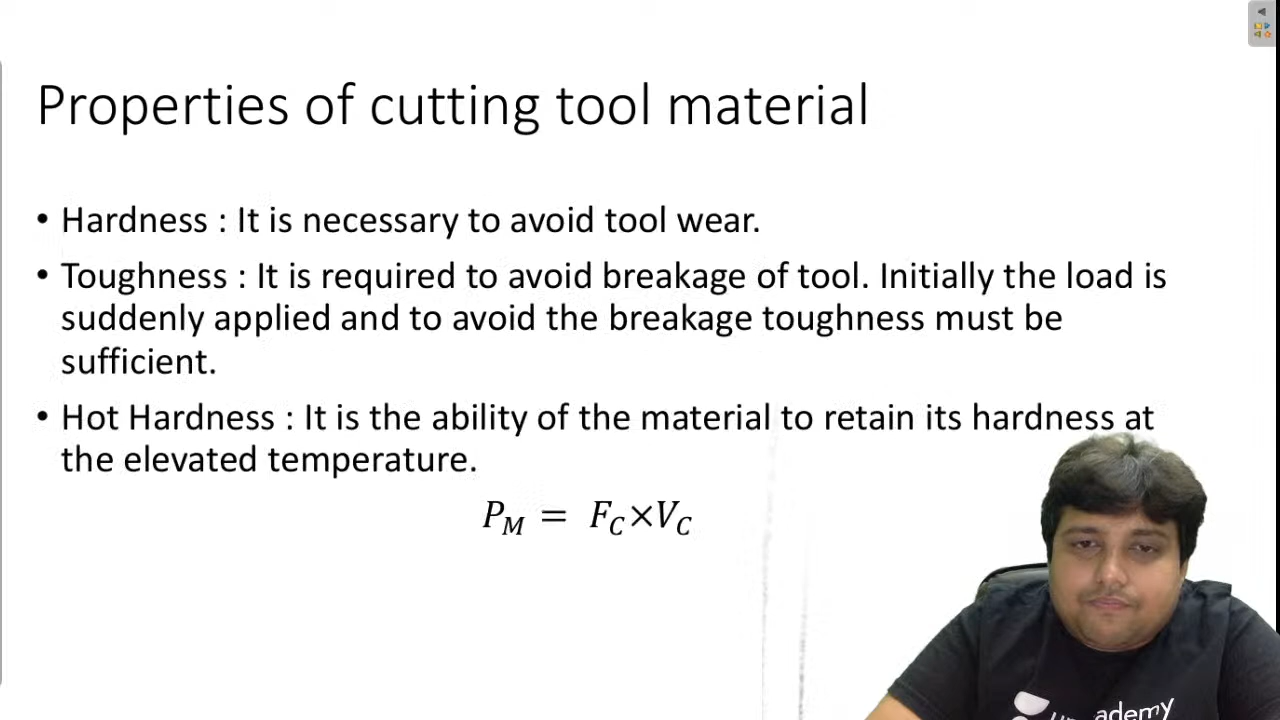 Properties of cutting tool material
• Hardness : It is necessary to avoid tool wear.
• Toughness : It is required to avoid breakage of tool. Initially the load is
suddenly applied and to avoid the breakage toughness must be
sufficient.
• Hot Hardness : It is the ability of the material to retain its hardness at
the elevated temperature.
P_M = F_C×V_C
ademy